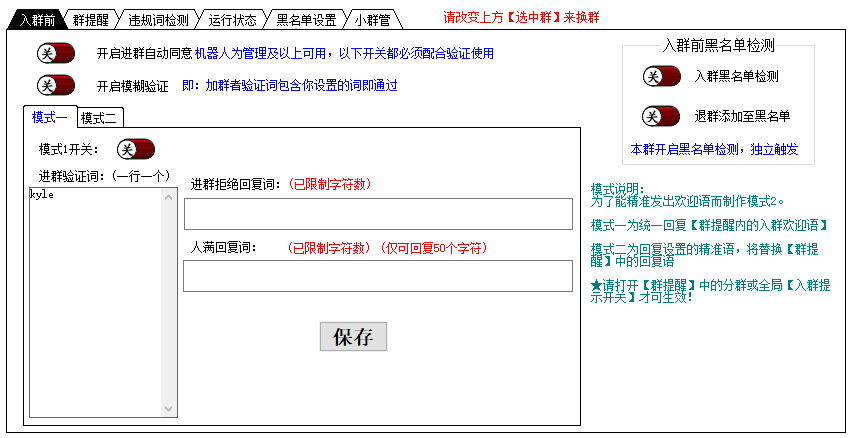 入群前 群提醒 违规词检测 运行状态 黑名单设置 小群管 请改变上方【选中群】来换群
关 开启进群自动同意 机器人为管理及以上可用，以下开关都必须配合验证使用
关 开启模糊验证 即：加群者验证词包含你设置的词即通过
模式一 模式二
模式1开关： 关
进群验证词：(一行一个)
kyle
进群拒绝回复词：(已限制字符数)
人满回复词： (已限制字符数)(仅可回复50个字符)
保存
入群前黑名单检测
关 入群黑名单检测
关 退群添加至黑名单
本群开启黑名单检测，独立触发
模式说明：
为了能精准发出欢迎语而制作模式2。
模式一为统一回复【群提醒内的入群欢迎语】
模式二为回复设置的精准语，将替换【群提
醒】中的回复语
★请打开【群提醒】中的分群或全局【入群提
示开关】才可生效！